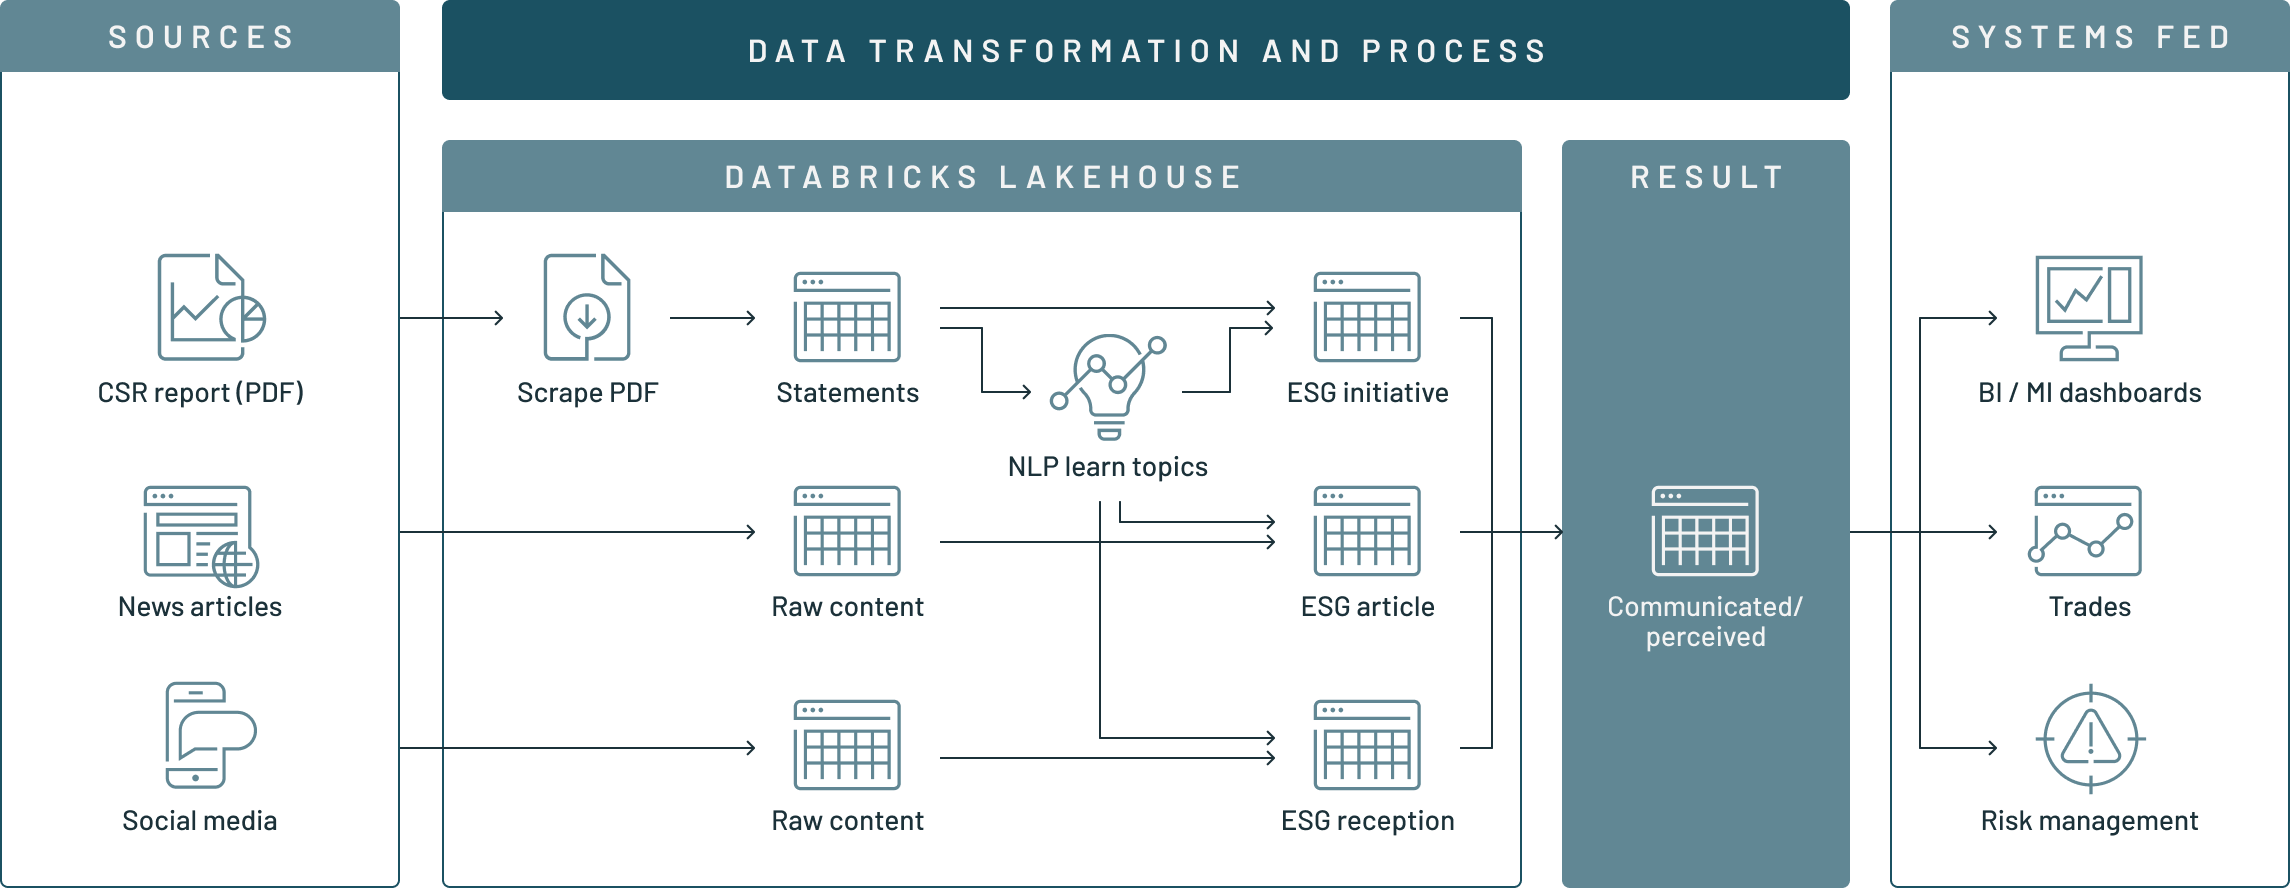 SOURCES
DATA TRANSFORMATION AND PROCESS
SYSTEMS FED
DATABRICKS LAKEHOUSE
RESULT
CSR report (PDF)
Scrape PDF
Statements
NLP learn topics
ESG initiative
BI / MI dashboards
News articles
Raw content
ESG article
Communicated/
perceived
Trades
Social media
Raw content
ESG reception
Risk management